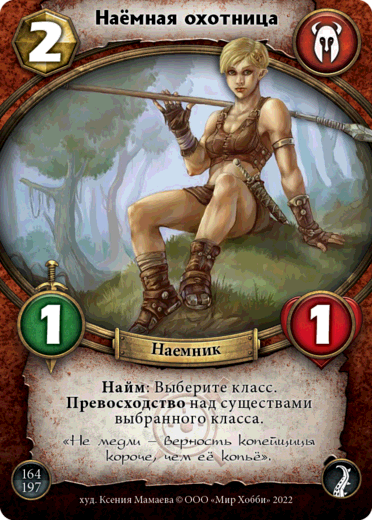 Наёмная охотница
2
1
1
Наемник
Найм: Выберите класс.
Превосходство над существами
выбранного класса.
«Не медли – верность копейщицы
короче, чем её копьё».
164
197
худ. Ксения Мамаева © ООО «Мир Хобби» 2022